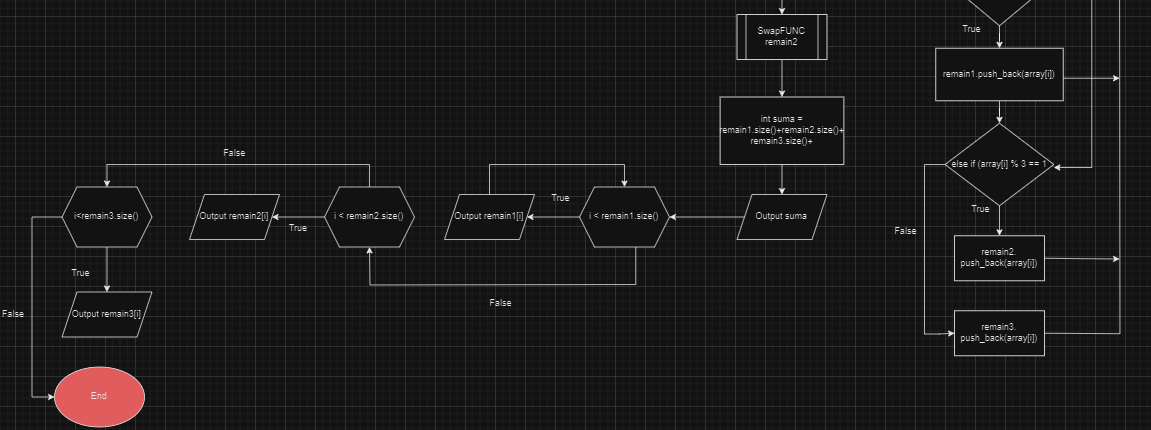 SwapFUNC
remain2
int suma =
remain1.size()+remain2.size()+
remain3.size()+
Output suma
i < remain1.size()
True
Output remain1[i]
False
i < remain2.size()
True
Output remain2[i]
False
i<remain3.size()
True
Output remain3[i]
False
End
True
remain1.push_back(array[i])
else if (array[i] % 3 == 1
True
False
remain2.
push_back(array[i])
remain3.
push_back(array[i])